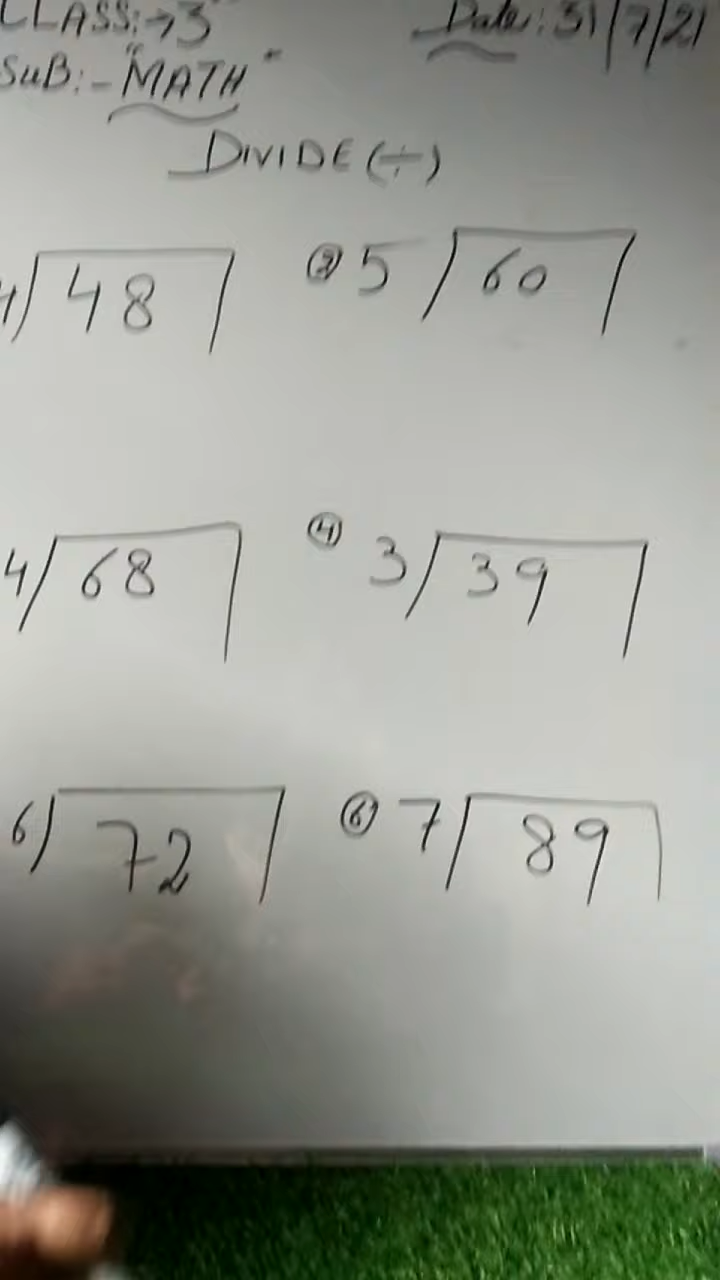 CLASS:→3 Date: 31/7/21
SUB:- "MATH"
DIVIDE (÷)
4)48 ② 5)60
4)68 ④ 3)39
6)72 ⑥ 7)89